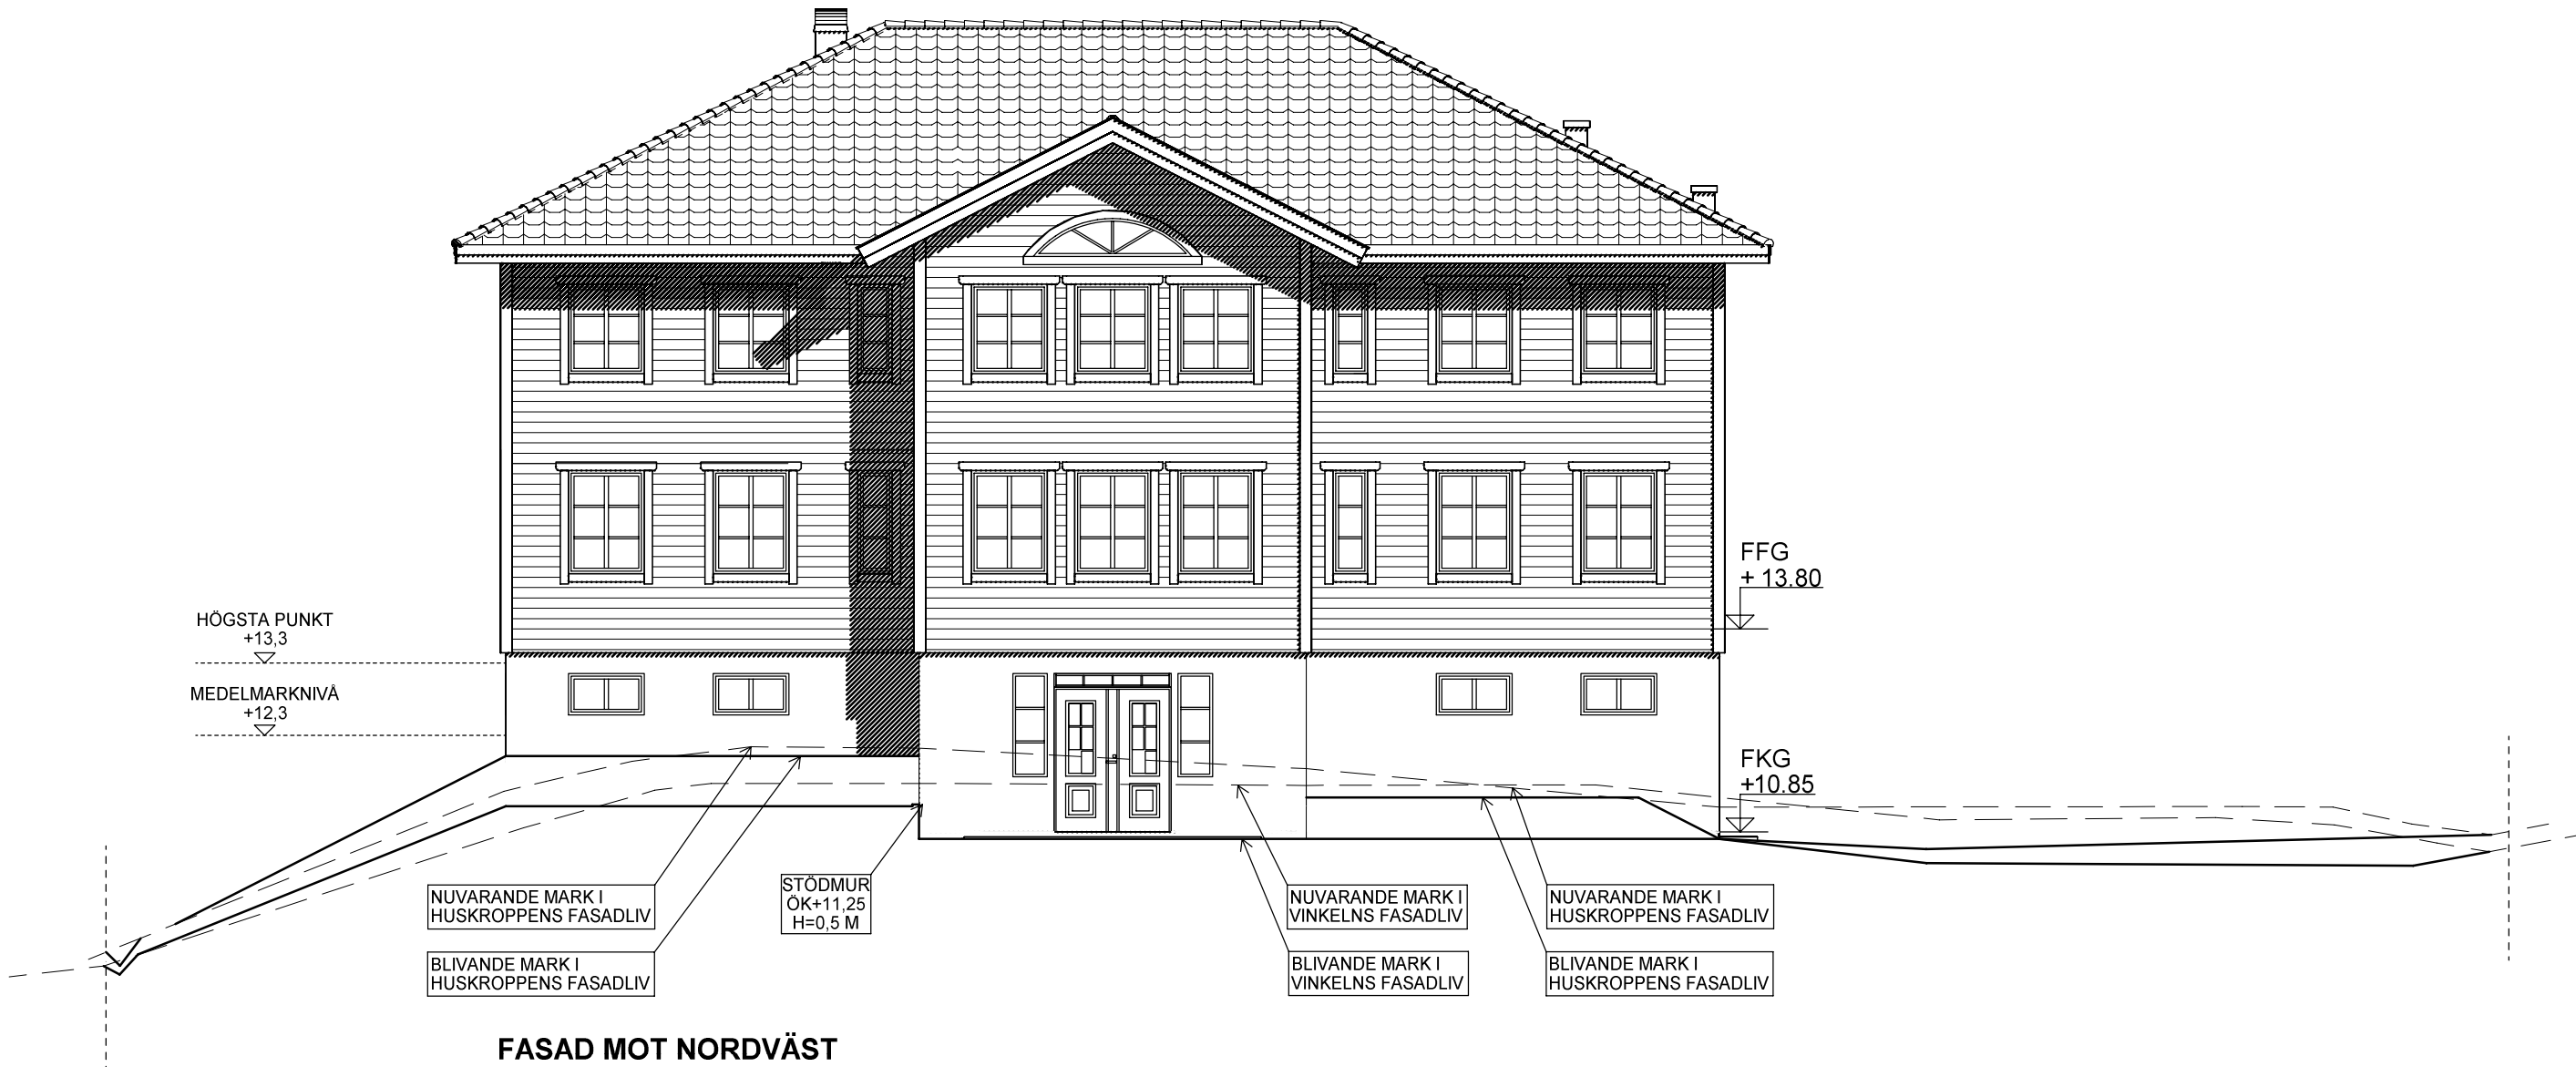 FFG
+ 13.80
HÖGSTA PUNKT
+13,3
MEDELMARKNIVÅ
+12,3
FKG
+10.85
NUVARANDE MARK I
HUSKROPPENS FASADLIV
BLIVANDE MARK I
HUSKROPPENS FASADLIV
STÖDMUR
ÖK+11,25
H=0,5 M
NUVARANDE MARK I
VINKELNS FASADLIV
BLIVANDE MARK I
VINKELNS FASADLIV
NUVARANDE MARK I
HUSKROPPENS FASADLIV
BLIVANDE MARK I
HUSKROPPENS FASADLIV
FASAD MOT NORDVÄST